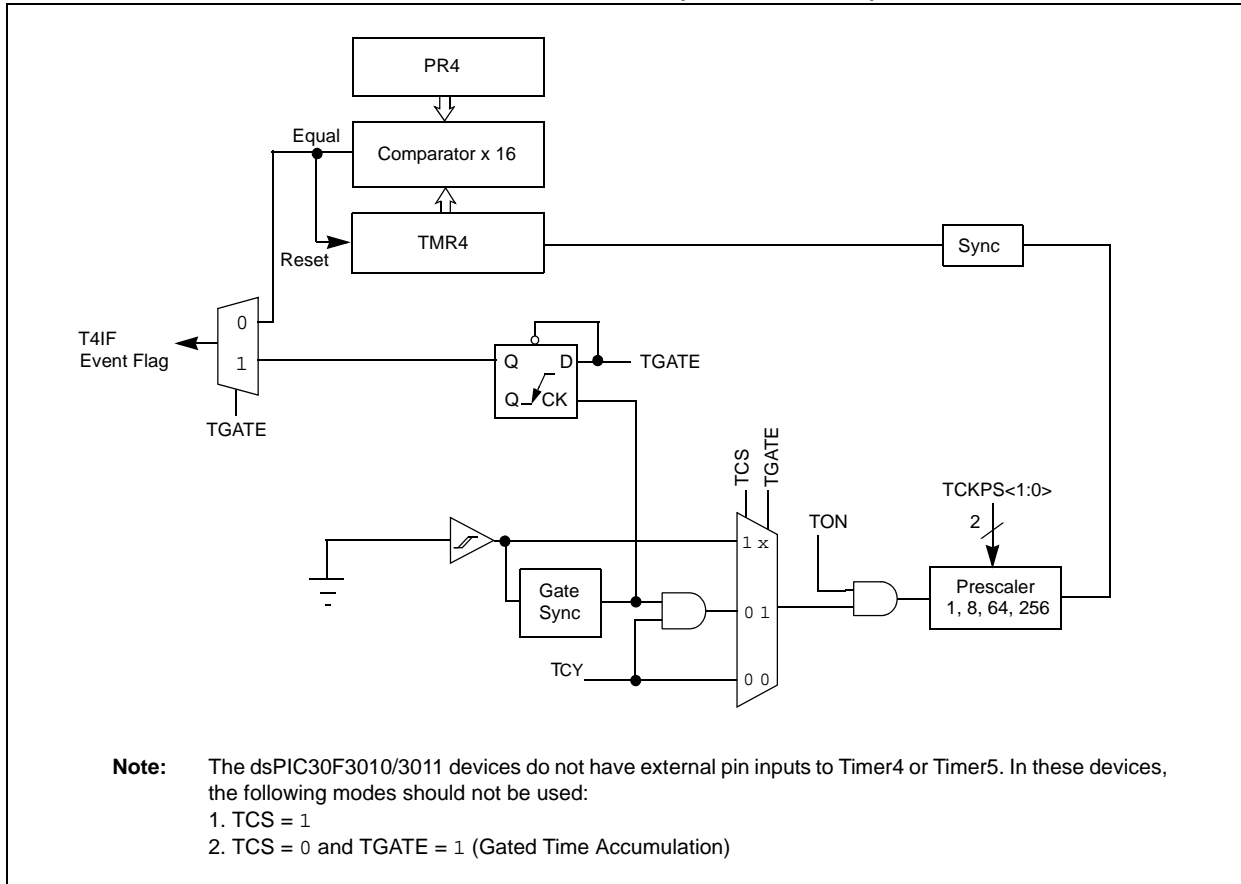 PR4
Equal
Comparator x 16
TMR4
Reset
Sync
0
T4IF
Event Flag
1
TGATE
Q
D
TGATE
Q
CK
TCS
TGATE
TCKPS<1:0>
2
TON
1 x
Prescaler
1, 8, 64, 256
Gate
Sync
0 1
TCY
0 0
Note: The dsPIC30F3010/3011 devices do not have external pin inputs to Timer4 or Timer5. In these devices,
the following modes should not be used:
1. TCS = 1
2. TCS = 0 and TGATE = 1 (Gated Time Accumulation)